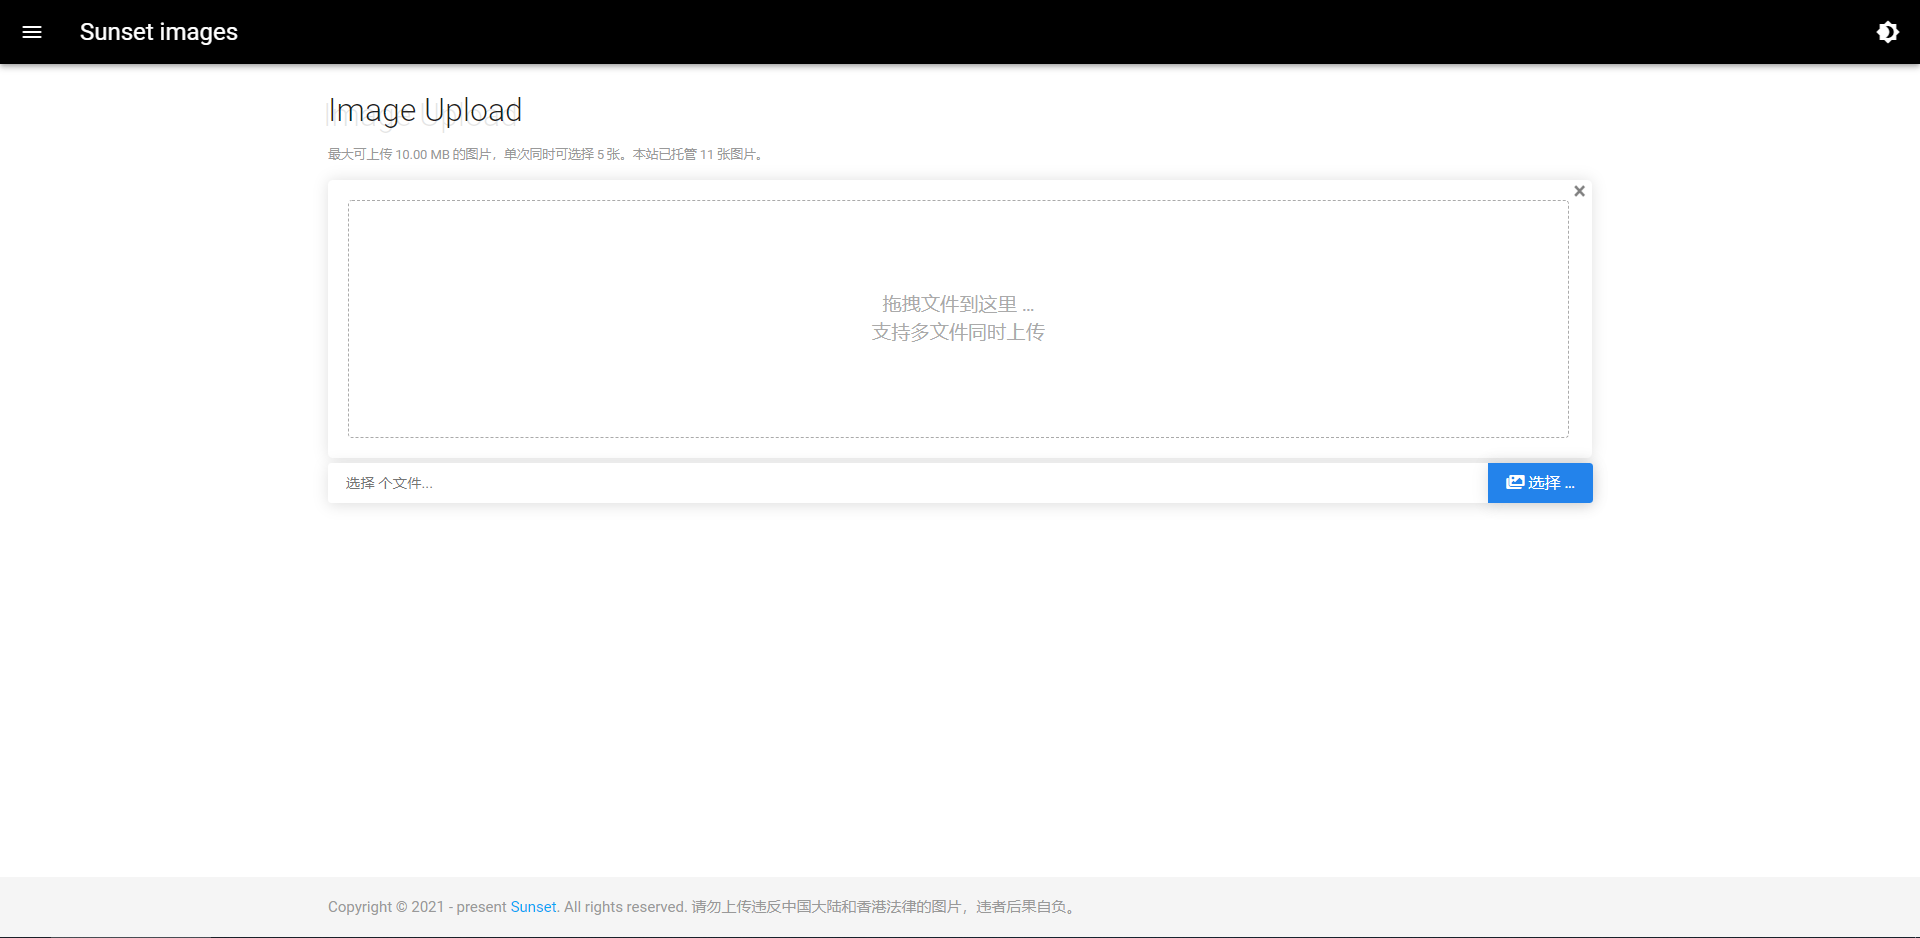 Sunset images
Image Upload
最大可上传 10.00 MB 的图片，单次同时可选择 5 张。本站已托管 11 张图片。
×
拖拽文件到这里 ...
支持多文件同时上传
选择 个文件...
选择 ...
Copyright © 2021 - present Sunset. All rights reserved. 请勿上传违反中国大陆和香港法律的图片，违者后果自负。